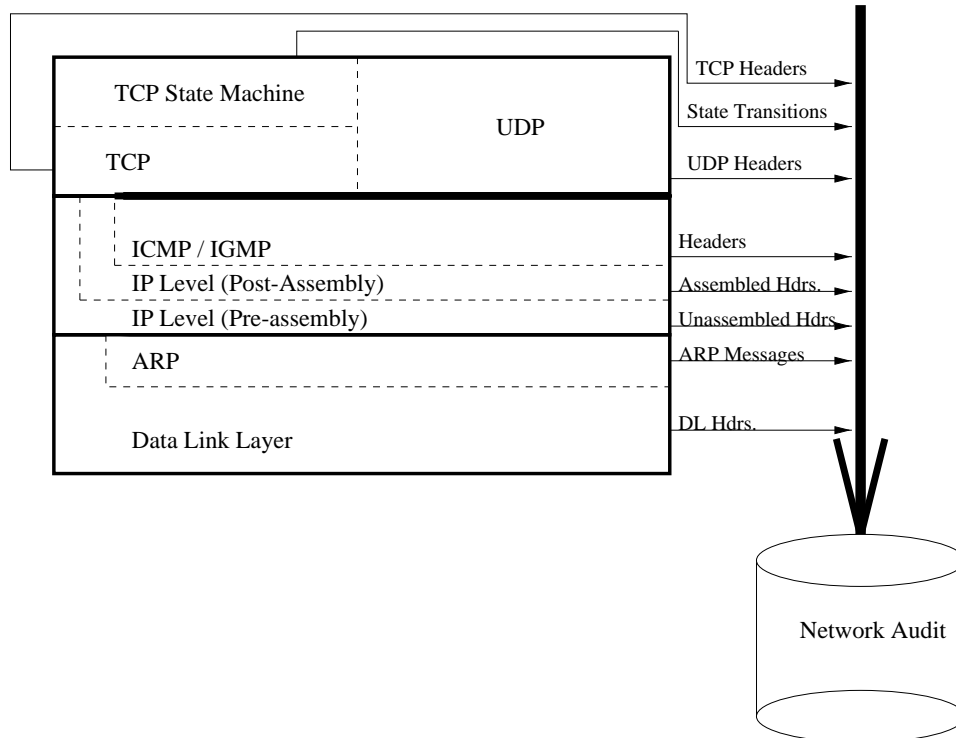 TCP Headers
TCP State Machine
State Transitions
UDP
TCP
UDP Headers
ICMP / IGMP
Headers
IP Level (Post-Assembly)
Assembled Hdrs.
IP Level (Pre-assembly)
Unassembled Hdrs
ARP
ARP Messages
Data Link Layer
DL Hdrs.
Network Audit